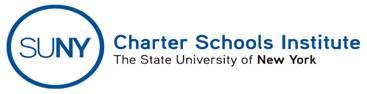 SUNY
Charter Schools Institute
The State University of New York